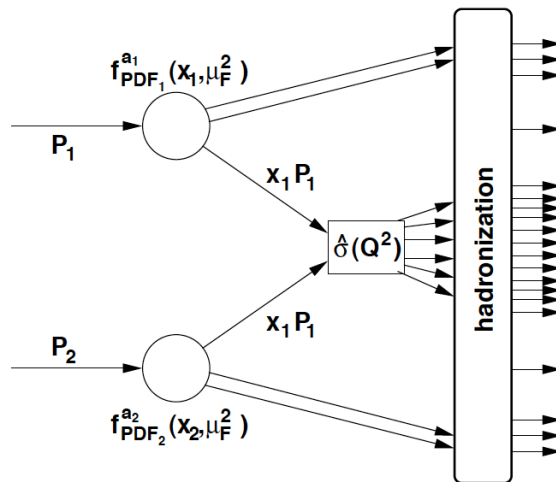 f^{a_1}_{PDF_1}(x_1,μ_F^2)
P_1
x_1 P_1
σ̂(Q^2)
hadronization
x_1 P_1
P_2
f^{a_2}_{PDF_2}(x_2,μ_F^2)